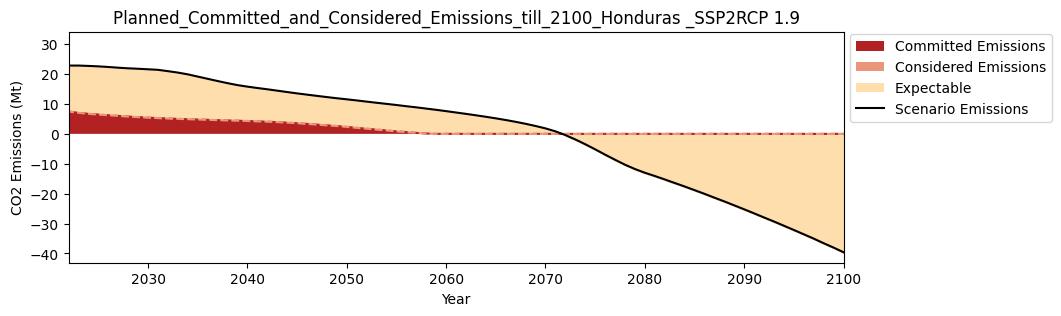 Planned_Committed_and_Considered_Emissions_till_2100_Honduras _SSP2RCP 1.9
CO2 Emissions (Mt)
30
20
10
0
−10
−20
−30
−40
2030 2040 2050 2060 2070 2080 2090 2100
Year
Committed Emissions
Considered Emissions
Expectable
Scenario Emissions